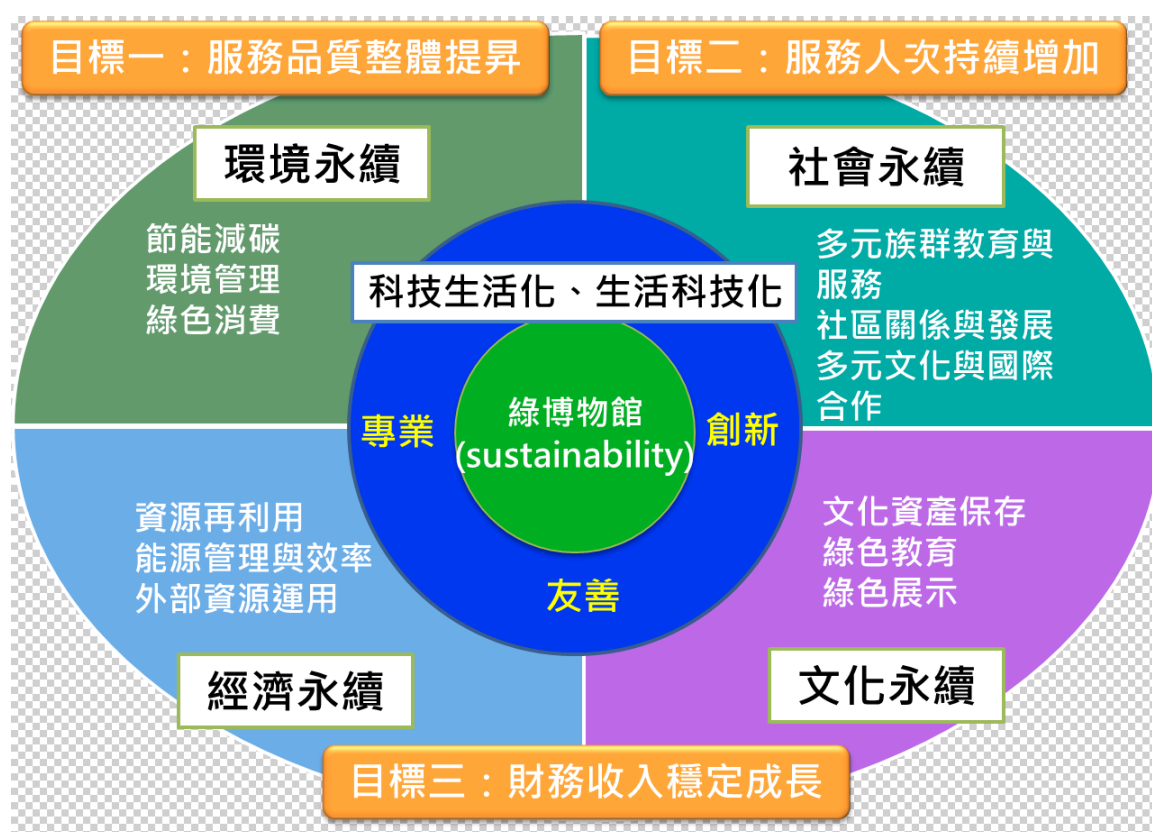 目標一：服務品質整體提昇
目標二：服務人次持續增加
環境永續
節能減碳
環境管理
綠色消費
社會永續
多元族群教育與
服務
社區關係與發展
多元文化與國際
合作
科技生活化、生活科技化
專業
綠博物館
(sustainability)
創新
友善
資源再利用
能源管理與效率
外部資源運用
經濟永續
文化資產保存
綠色教育
綠色展示
文化永續
目標三：財務收入穩定成長